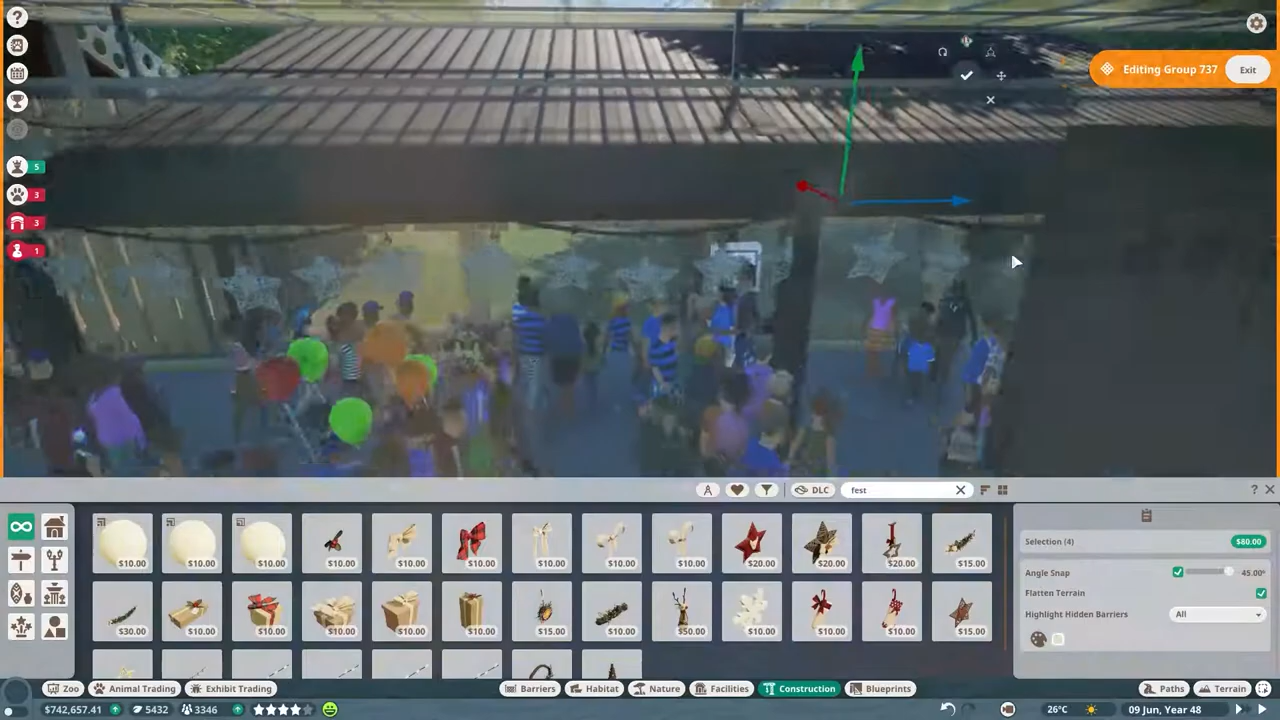 ?
Editing Group 737
Exit
5
3
3
1
DLC
fest
?
$10.00 $10.00 $10.00 $10.00 $10.00 $10.00 $10.00 $10.00 $10.00 $20.00 $20.00 $20.00 $15.00
$30.00 $10.00 $10.00 $10.00 $10.00 $10.00 $15.00 $10.00 $50.00 $10.00 $10.00 $10.00 $15.00
Selection (4)
$80.00
Angle Snap
45.00°
Flatten Terrain
Highlight Hidden Barriers
All
Zoo
Animal Trading
Exhibit Trading
Barriers
Habitat
Nature
Facilities
Construction
Blueprints
Paths
Terrain
$742,657.41
5432
3346
26°C
09 Jun, Year 48